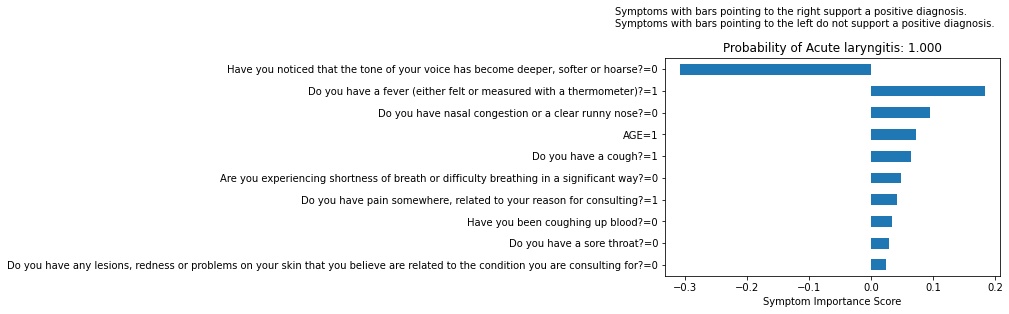 Symptoms with bars pointing to the right support a positive diagnosis.
Symptoms with bars pointing to the left do not support a positive diagnosis.
Probability of Acute laryngitis: 1.000
Have you noticed that the tone of your voice has become deeper, softer or hoarse?=0
Do you have a fever (either felt or measured with a thermometer)?=1
Do you have nasal congestion or a clear runny nose?=0
AGE=1
Do you have a cough?=1
Are you experiencing shortness of breath or difficulty breathing in a significant way?=0
Do you have pain somewhere, related to your reason for consulting?=1
Have you been coughing up blood?=0
Do you have a sore throat?=0
Do you have any lesions, redness or problems on your skin that you believe are related to the condition you are consulting for?=0
−0.3 −0.2 −0.1 0.0 0.1 0.2
Symptom Importance Score